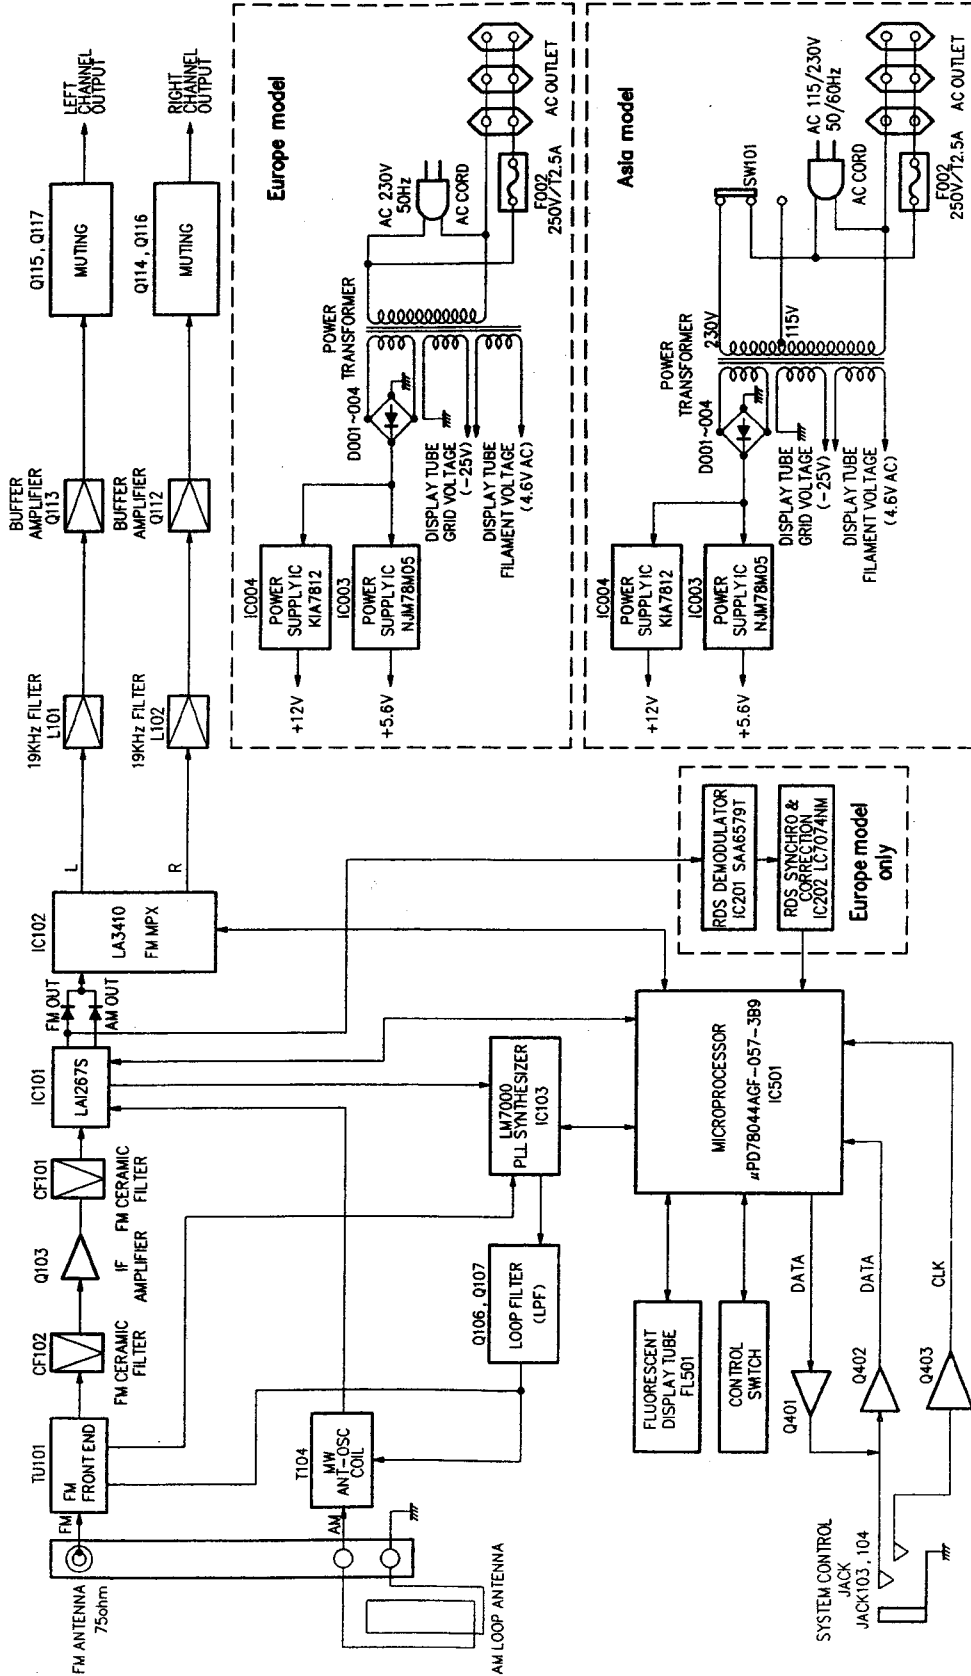 FM ANTENNA
75ohm
FM
TU101
FM
FRONT END
CF102
FM CERAMIC
FILTER
Q103
IF
AMPLIFIER
CF101
FM CERAMIC
FILTER
IC101
LA1267S
FM OUT
AM OUT
IC102
LA3410
FM MPX
L
R
19KHz FILTER
L101
19KHz FILTER
L102
BUFFER
AMPLIFIER
Q113
BUFFER
AMPLIFIER
Q112
Q115, Q117
MUTING
Q114, Q116
MUTING
LEFT
CHANNEL
OUTPUT
RIGHT
CHANNEL
OUTPUT
AM LOOP ANTENNA
AM
T104
MW
ANT-OSC
COIL
Q106, Q107
LOOP FILTER
(LPF)
LM7000
PLL SYNTHESIZER
IC103
MICROPROCESSOR
μPD78044AGF-057-3B9
IC501
RDS DEMODULATOR
IC201 SAA6579T
RDS SYNCHRO &
CORRECTION
IC202 LC7074NM
Europe model
only
FLUORESCENT
DISPLAY TUBE
FL501
CONTROL
SWITCH
DATA
Q401
DATA
Q402
CLK
Q403
SYSTEM CONTROL
JACK
JACK103, 104
Europe model
IC004
POWER
SUPPLY IC
KIA7812
+12V
IC003
POWER
SUPPLY IC
NJM78M05
+5.6V
D001~004
POWER
TRANSFORMER
DISPLAY TUBE
GRID VOLTAGE
(-25V)
DISPLAY TUBE
FILAMENT VOLTAGE
(4.6V AC)
AC 230V
50Hz
AC CORD
F002
250V/T2.5A
AC OUTLET
Asia model
IC004
POWER
SUPPLY IC
KIA7812
+12V
IC003
POWER
SUPPLY IC
NJM78M05
+5.6V
D001~004
POWER
TRANSFORMER
230V
115V
DISPLAY TUBE
GRID VOLTAGE
(-25V)
DISPLAY TUBE
FILAMENT VOLTAGE
(4.6V AC)
SW101
AC 115/230V
50/60Hz
AC CORD
F002
250V/T2.5A
AC OUTLET